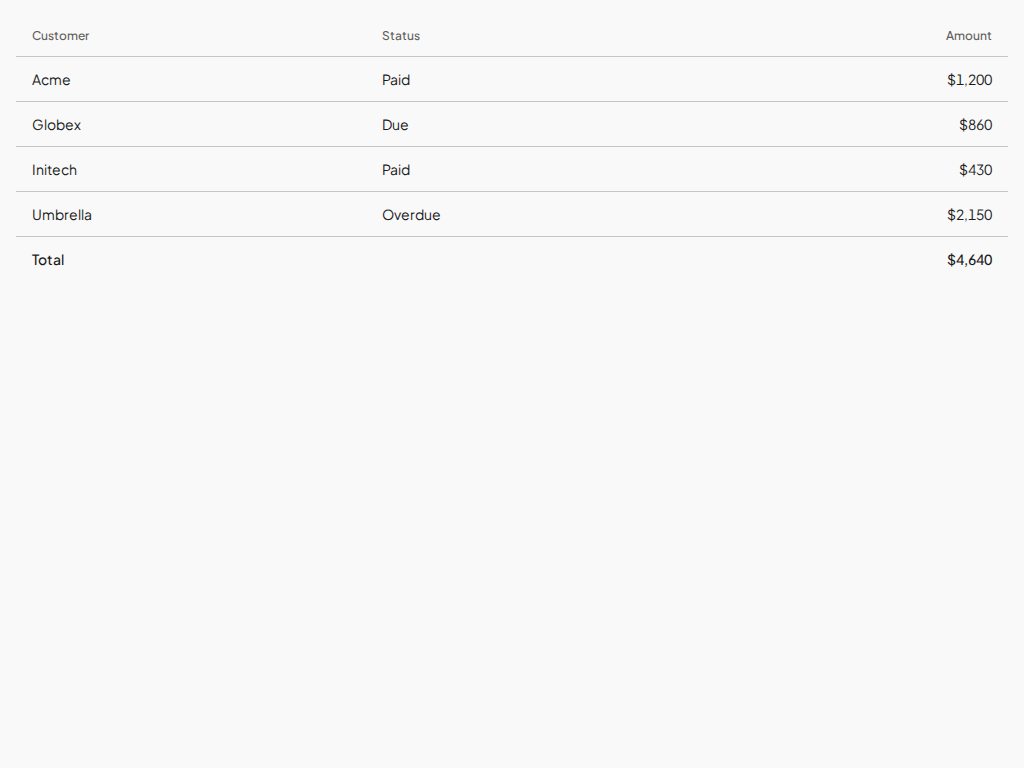 Customer Status Amount
Acme Paid $1,200
Globex Due $860
Initech Paid $430
Umbrella Overdue $2,150
Total $4,640